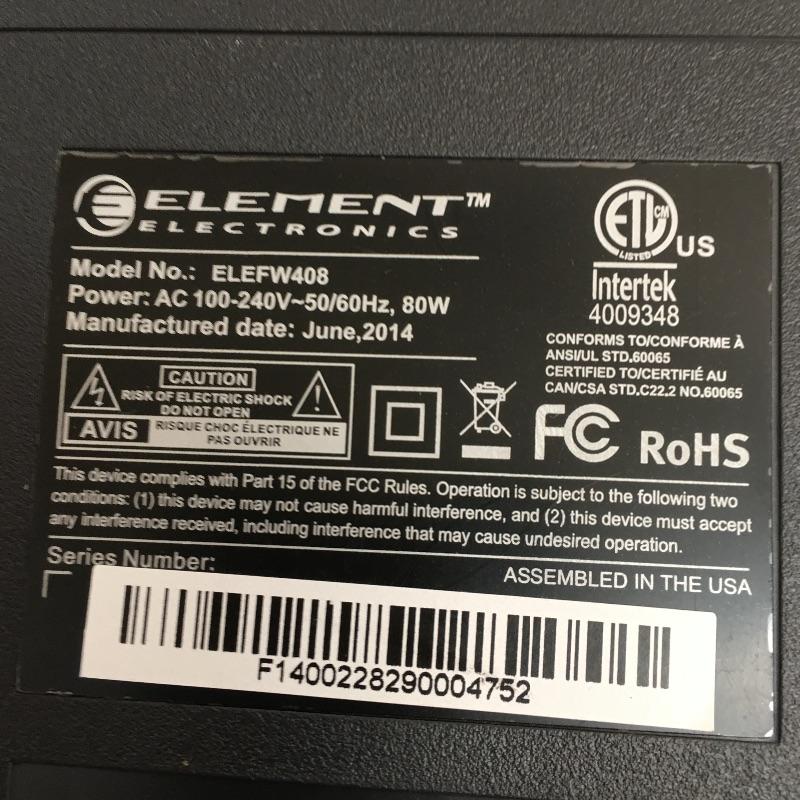 ELEMENT™
ELECTRONICS
Model No.: ELEFW408
Power: AC 100-240V~50/60Hz, 80W
Manufactured date: June,2014
ETL CM
LISTED
US
Intertek
4009348
CONFORMS TO/CONFORME À
ANSI/UL STD.60065
CERTIFIED TO/CERTIFIÉ AU
CAN/CSA STD.C22.2 NO.60065
CAUTION
RISK OF ELECTRIC SHOCK
DO NOT OPEN
AVIS
RISQUE CHOC ÉLECTRIQUE NE
PAS OUVRIR
FC
RoHS
This device complies with Part 15 of the FCC Rules. Operation is subject to the following two
conditions: (1) this device may not cause harmful interference, and (2) this device must accept
any interference received, including interference that may cause undesired operation.
Series Number:
ASSEMBLED IN THE USA
F1400228290004752